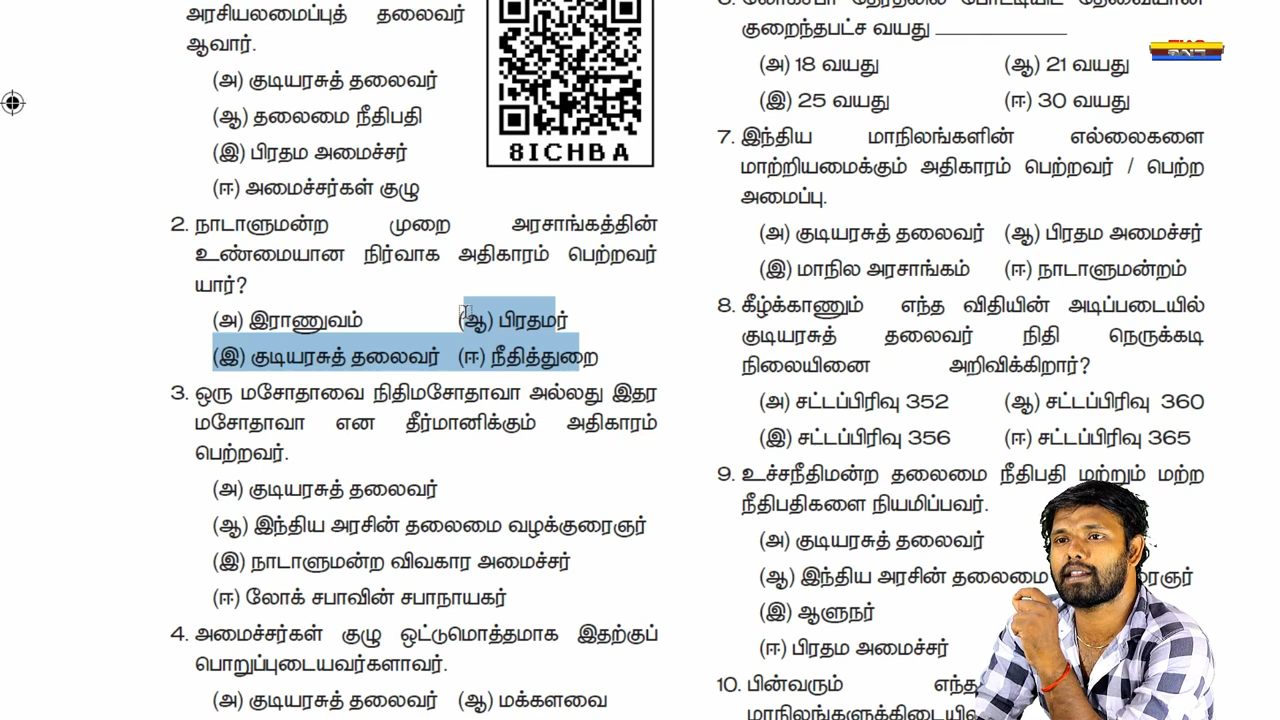 அரசியலமைப்புத் தலைவர்
ஆவார்.
(அ) குடியரசுத் தலைவர்
(ஆ) தலைமை நீதிபதி
(இ) பிரதம அமைச்சர்
(ஈ) அமைச்சர்கள் குழு
8ICHBA
2. நாடாளுமன்ற முறை அரசாங்கத்தின்
உண்மையான நிர்வாக அதிகாரம் பெற்றவர்
யார்?
(அ) இராணுவம் (ஆ) பிரதமர்
(இ) குடியரசுத் தலைவர் (ஈ) நீதித்துறை
3. ஒரு மசோதாவை நிதிமசோதாவா அல்லது இதர
மசோதாவா என தீர்மானிக்கும் அதிகாரம்
பெற்றவர்.
(அ) குடியரசுத் தலைவர்
(ஆ) இந்திய அரசின் தலைமை வழக்குரைஞர்
(இ) நாடாளுமன்ற விவகார அமைச்சர்
(ஈ) லோக் சபாவின் சபாநாயகர்
4. அமைச்சர்கள் குழு ஒட்டுமொத்தமாக இதற்குப்
பொறுப்புடையவர்களாவர்.
(அ) குடியரசுத் தலைவர் (ஆ) மக்களவை
குறைந்தபட்ச வயது ____________
(அ) 18 வயது (ஆ) 21 வயது
(இ) 25 வயது (ஈ) 30 வயது
7. இந்திய மாநிலங்களின் எல்லைகளை
மாற்றியமைக்கும் அதிகாரம் பெற்றவர் / பெற்ற
அமைப்பு.
(அ) குடியரசுத் தலைவர் (ஆ) பிரதம அமைச்சர்
(இ) மாநில அரசாங்கம் (ஈ) நாடாளுமன்றம்
8. கீழ்க்காணும் எந்த விதியின் அடிப்படையில்
குடியரசுத் தலைவர் நிதி நெருக்கடி
நிலையினை அறிவிக்கிறார்?
(அ) சட்டப்பிரிவு 352 (ஆ) சட்டப்பிரிவு 360
(இ) சட்டப்பிரிவு 356 (ஈ) சட்டப்பிரிவு 365
9. உச்சநீதிமன்ற தலைமை நீதிபதி மற்றும் மற்ற
நீதிபதிகளை நியமிப்பவர்.
(அ) குடியரசுத் தலைவர்
(ஆ) இந்திய அரசின் தலைமை
(இ) ஆளுநர்
(ஈ) பிரதம அமைச்சர்
10. பின்வரும் எந்த